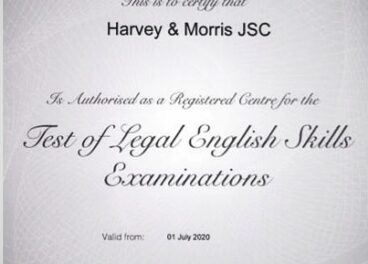 This is to certify that
Harvey & Morris JSC
Is Authorised as a Registered Centre for the
Test of Legal English Skills
Examinations
Valid from: 01 July 2020